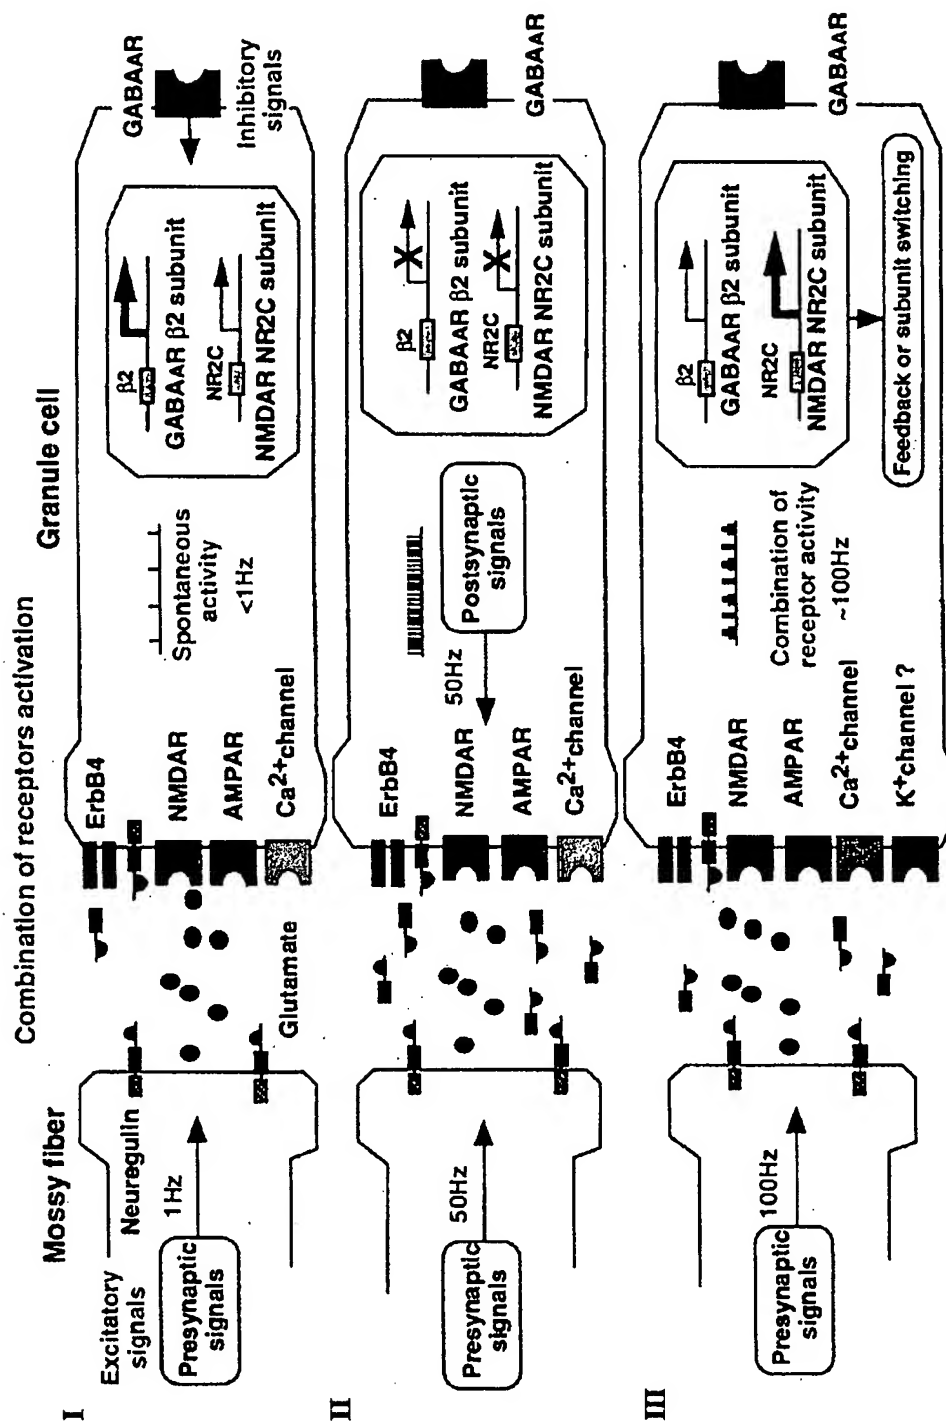 Combination of receptors activation
Mossy fiber
Granule cell
I
Excitatory
signals
Presynaptic
signals
Neuregulin
1Hz
Glutamate
ErbB4
NMDAR
AMPAR
Ca2+channel
Spontaneous
activity
<1Hz
β2
GABAAR β2 subunit
NR2C
NMDAR NR2C subunit
GABAAR
Inhibitory
signals
II
Presynaptic
signals
50Hz
ErbB4
NMDAR
AMPAR
Ca2+channel
50Hz
Postsynaptic
signals
β2
X
GABAAR β2 subunit
NR2C
X
NMDAR NR2C subunit
GABAAR
III
Presynaptic
signals
100Hz
ErbB4
NMDAR
AMPAR
Ca2+channel
K+channel ?
Combination of
receptor activity
~100Hz
β2
GABAAR β2 subunit
NR2C
NMDAR NR2C subunit
Feedback or subunit switching
GABAAR